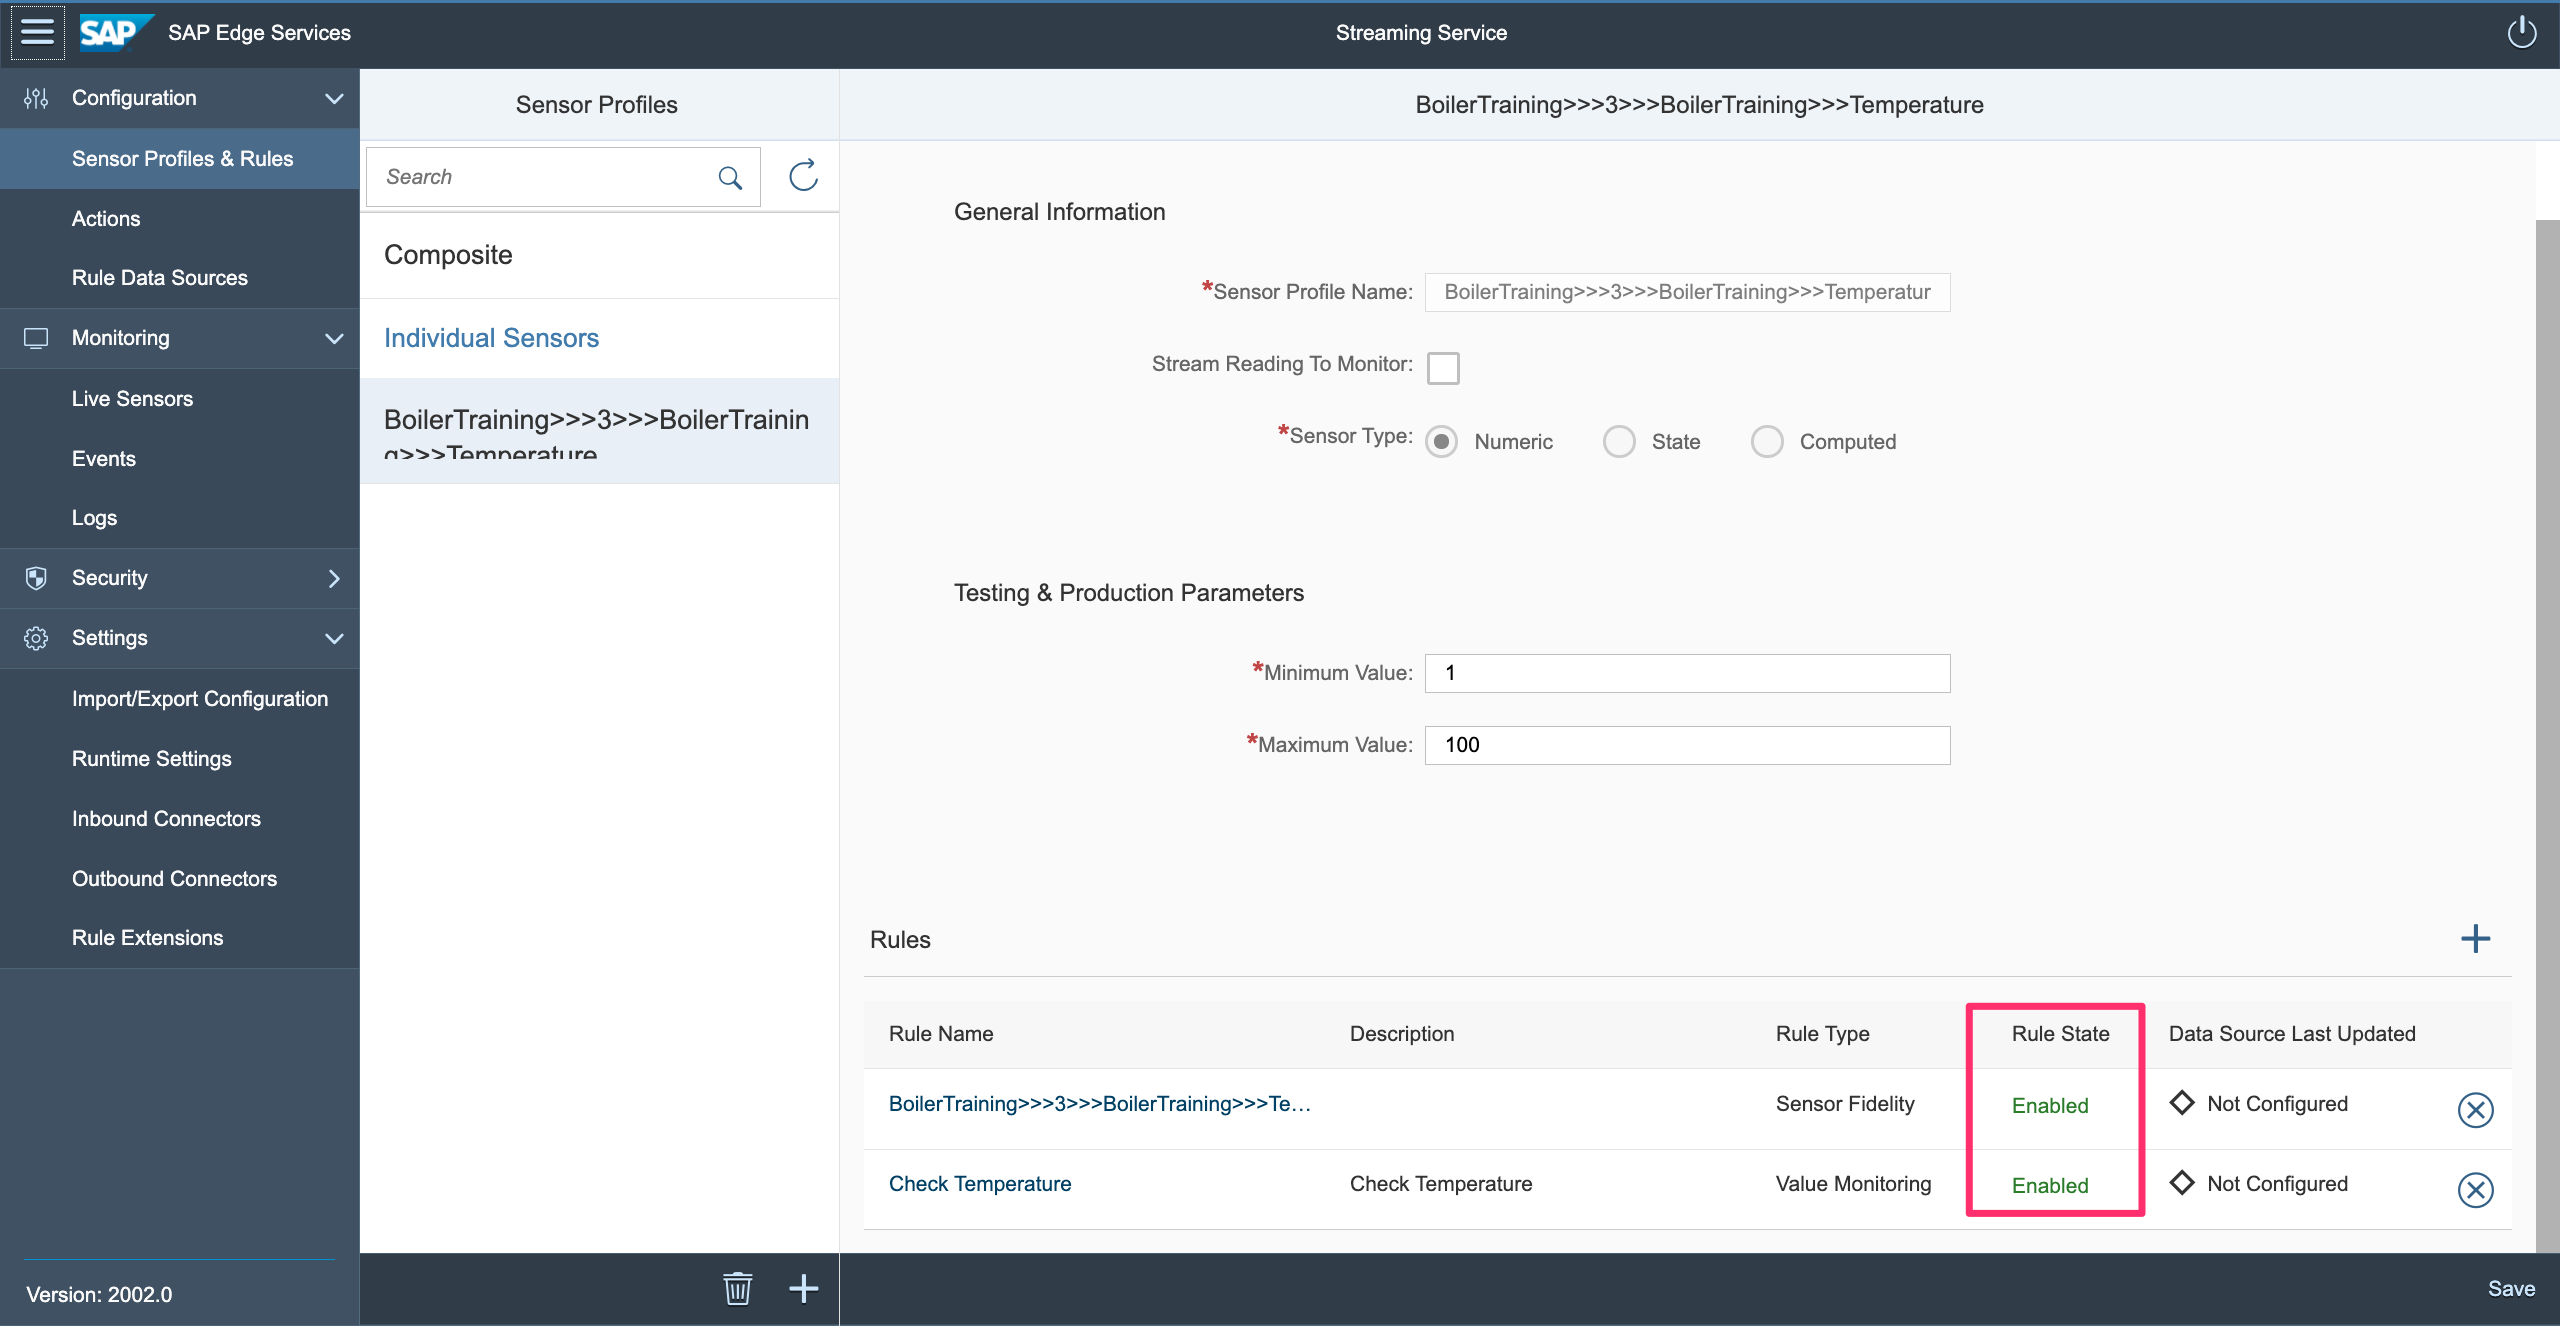 SAP SAP Edge Services
Streaming Service
Configuration
Sensor Profiles & Rules
Actions
Rule Data Sources
Monitoring
Live Sensors
Events
Logs
Security
Settings
Import/Export Configuration
Runtime Settings
Inbound Connectors
Outbound Connectors
Rule Extensions
Version: 2002.0
Sensor Profiles
Search
Composite
Individual Sensors
BoilerTraining>>>3>>>BoilerTrainin
g>>>Temperature
BoilerTraining>>>3>>>BoilerTraining>>>Temperature
General Information
*Sensor Profile Name: BoilerTraining>>>3>>>BoilerTraining>>>Temperatur
Stream Reading To Monitor:
*Sensor Type: Numeric State Computed
Testing & Production Parameters
*Minimum Value: 1
*Maximum Value: 100
Rules
Rule Name Description Rule Type Rule State Data Source Last Updated
BoilerTraining>>>3>>>BoilerTraining>>>Te... Sensor Fidelity Enabled Not Configured
Check Temperature Check Temperature Value Monitoring Enabled Not Configured
Save